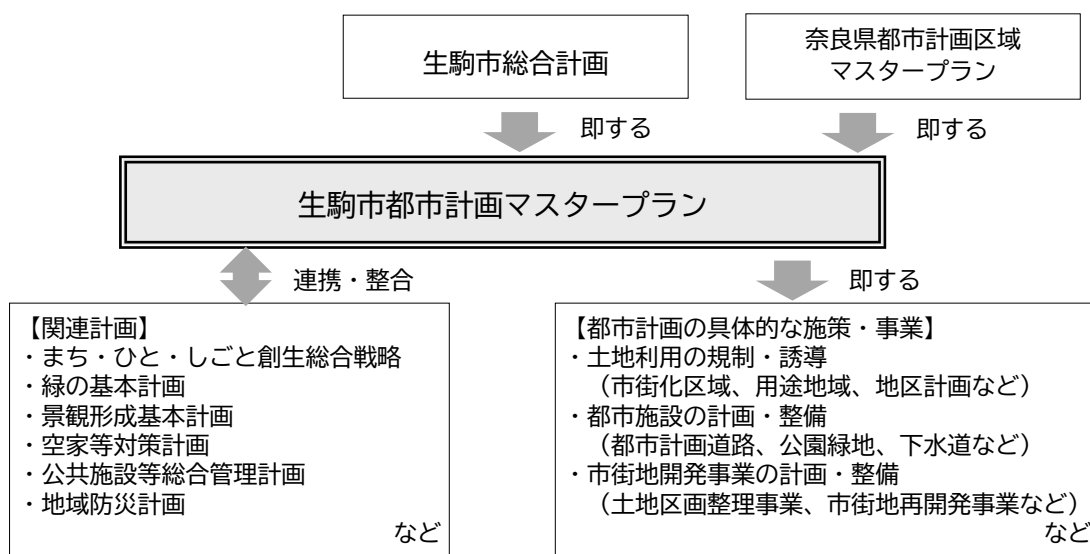 生駒市総合計画
奈良県都市計画区域
マスタープラン
即する
即する
生駒市都市計画マスタープラン
連携・整合
即する
【関連計画】
・まち・ひと・しごと創生総合戦略
・緑の基本計画
・景観形成基本計画
・空家等対策計画
・公共施設等総合管理計画
・地域防災計画
など
【都市計画の具体的な施策・事業】
・土地利用の規制・誘導
（市街化区域、用途地域、地区計画など）
・都市施設の計画・整備
（都市計画道路、公園緑地、下水道など）
・市街地開発事業の計画・整備
（土地区画整理事業、市街地再開発事業など）
など